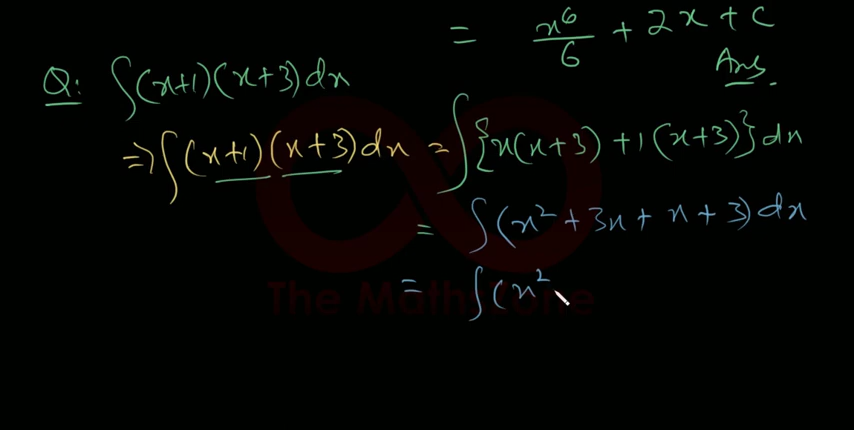 = x⁶/6 + 2x + c
Ans.
Q: ∫(x+1)(x+3)dx
⇒ ∫(x+1)(x+3)dx = ∫{x(x+3)+1(x+3)}dx
= ∫(x²+3x+x+3)dx
= ∫(x²
The MathsZone